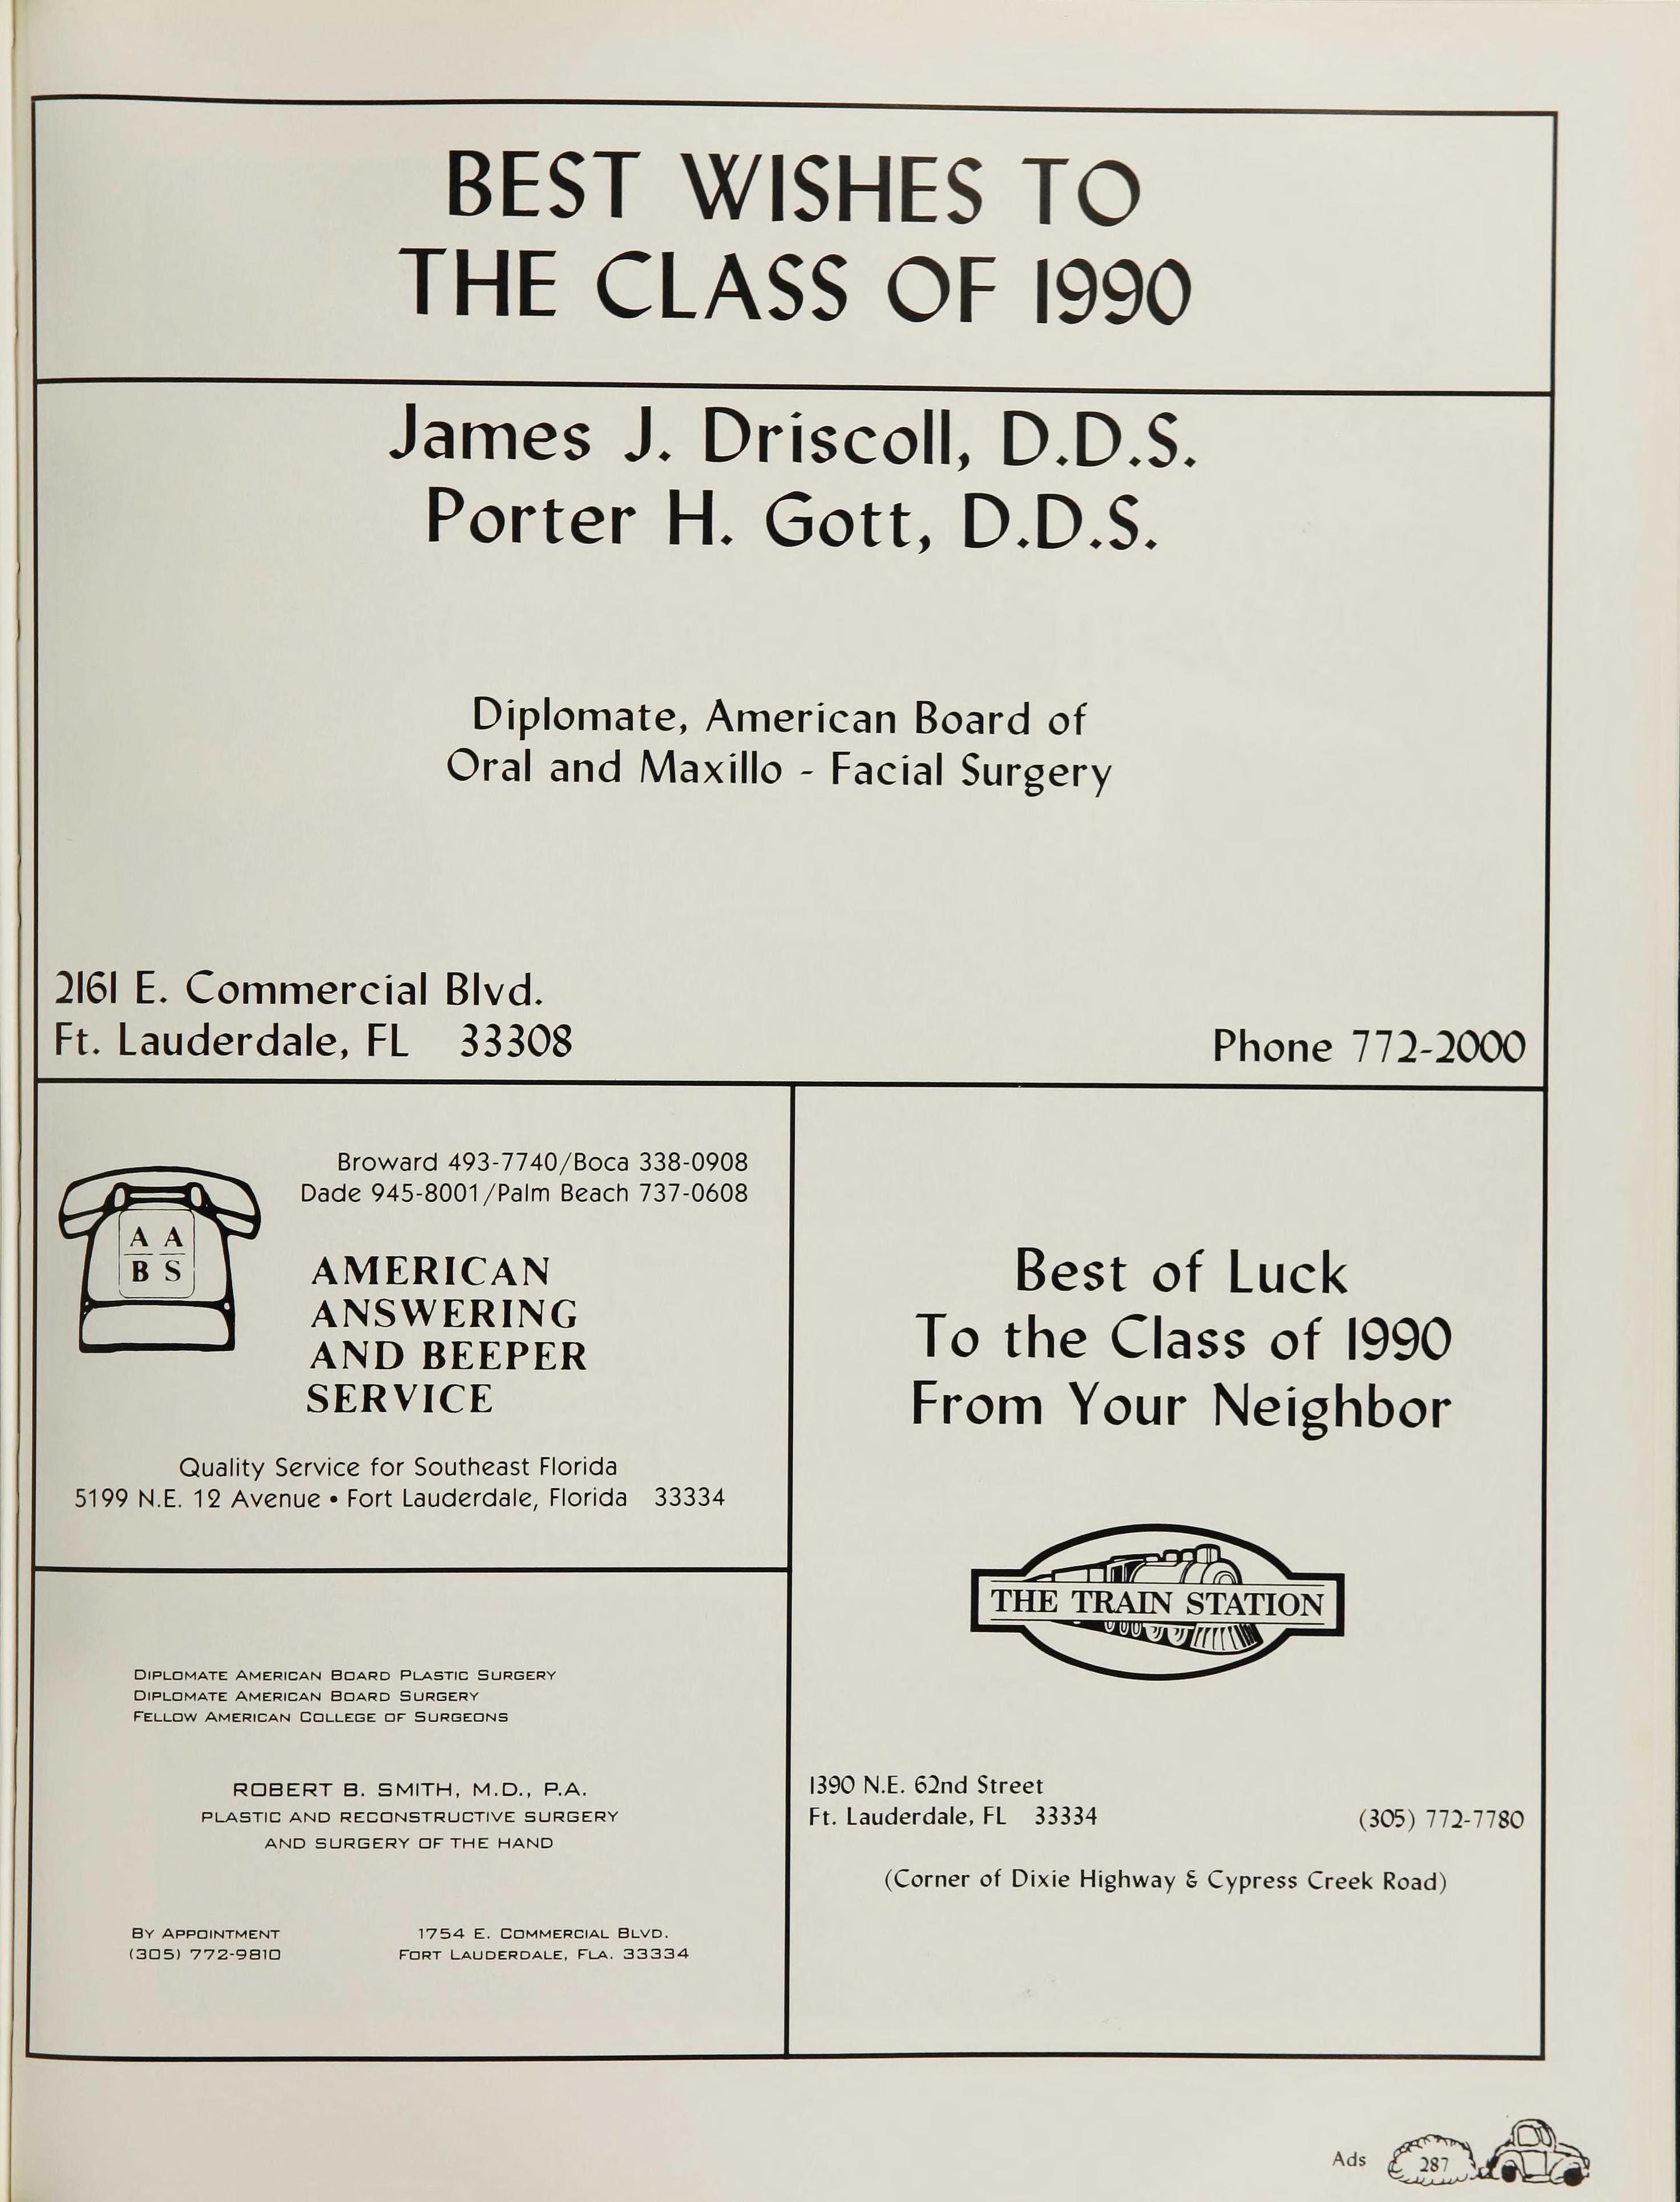 BEST WISHES TO
THE CLASS OF 1990
James J. Driscoll, D.D.S.
Porter H. Gott, D.D.S.
Diplomate, American Board of
Oral and Maxillo - Facial Surgery
2161 E. Commercial Blvd.
Ft. Lauderdale, FL 33308
Phone 772-2000
Broward 493-7740/Boca 338-0908
Dade 945-8001/Palm Beach 737-0608
A A
B S
AMERICAN
ANSWERING
AND BEEPER
SERVICE
Quality Service for Southeast Florida
5199 N.E. 12 Avenue • Fort Lauderdale, Florida 33334
DIPLOMATE AMERICAN BOARD PLASTIC SURGERY
DIPLOMATE AMERICAN BOARD SURGERY
FELLOW AMERICAN COLLEGE OF SURGEONS
ROBERT B. SMITH, M.D., P.A.
PLASTIC AND RECONSTRUCTIVE SURGERY
AND SURGERY OF THE HAND
BY APPOINTMENT
(305) 772-9810
1754 E. COMMERCIAL BLVD.
FORT LAUDERDALE, FLA. 33334
Best of Luck
To the Class of 1990
From Your Neighbor
THE TRAIN STATION
1390 N.E. 62nd Street
Ft. Lauderdale, FL 33334
(305) 772-7780
(Corner of Dixie Highway & Cypress Creek Road)
Ads 287